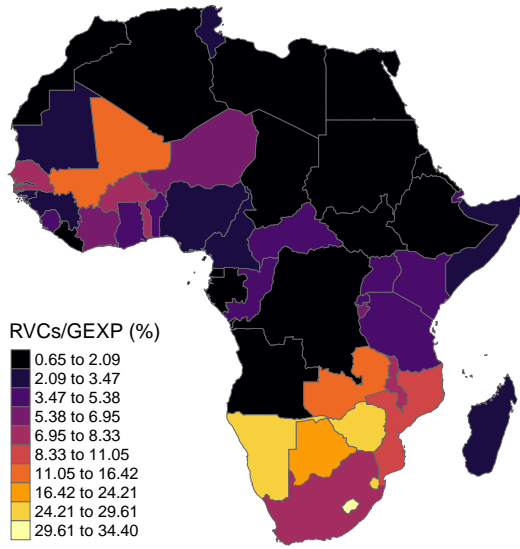 RVCs/GEXP (%)
0.65 to 2.09
2.09 to 3.47
3.47 to 5.38
5.38 to 6.95
6.95 to 8.33
8.33 to 11.05
11.05 to 16.42
16.42 to 24.21
24.21 to 29.61
29.61 to 34.40